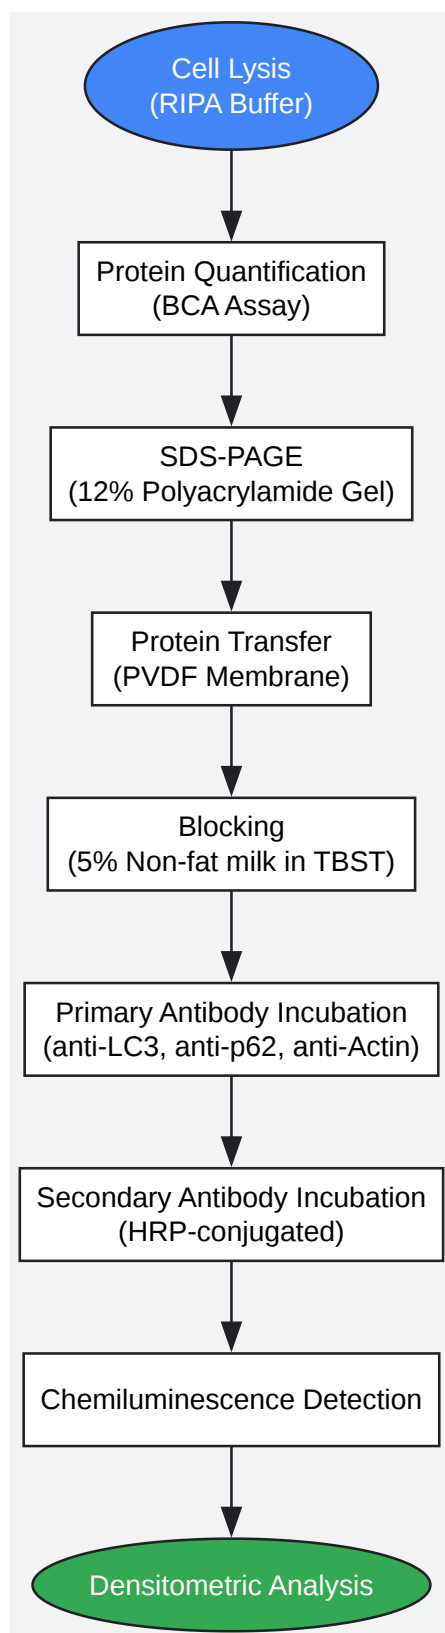 Cell Lysis
(RIPA Buffer)
Protein Quantification
(BCA Assay)
SDS-PAGE
(12% Polyacrylamide Gel)
Protein Transfer
(PVDF Membrane)
Blocking
(5% Non-fat milk in TBST)
Primary Antibody Incubation
(anti-LC3, anti-p62, anti-Actin)
Secondary Antibody Incubation
(HRP-conjugated)
Chemiluminescence Detection
Densitometric Analysis